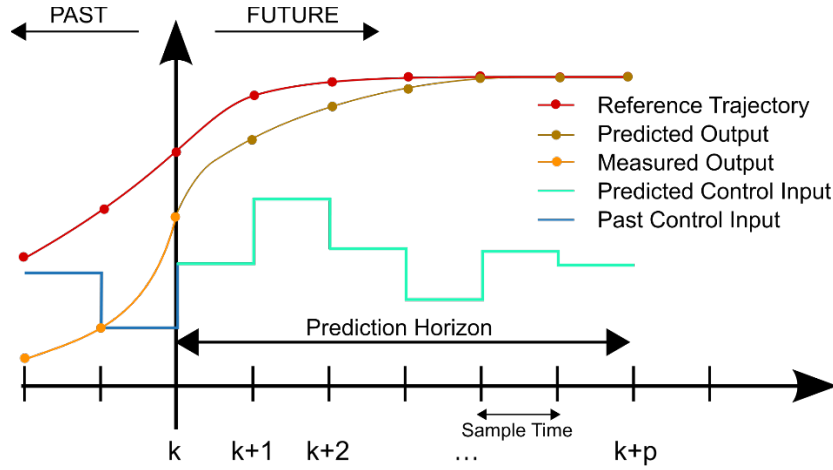 PAST
FUTURE
Reference Trajectory
Predicted Output
Measured Output
Predicted Control Input
Past Control Input
Prediction Horizon
Sample Time
k
k+1
k+2
...
k+p